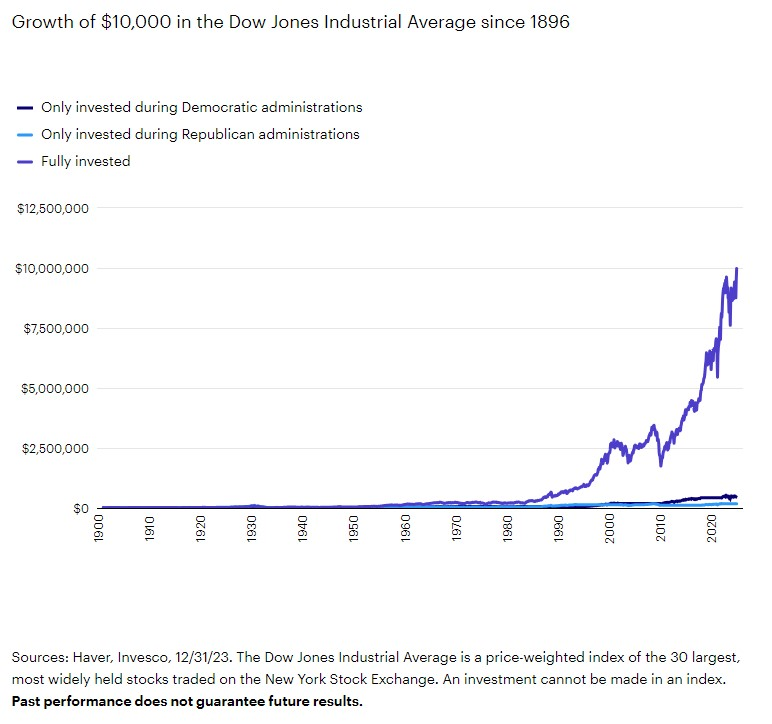 Growth of $10,000 in the Dow Jones Industrial Average since 1896
Only invested during Democratic administrations
Only invested during Republican administrations
Fully invested
$12,500,000
$10,000,000
$7,500,000
$5,000,000
$2,500,000
$0
1900
1910
1920
1930
1940
1950
1960
1970
1980
1990
2000
2010
2020
Sources: Haver, Invesco, 12/31/23. The Dow Jones Industrial Average is a price-weighted index of the 30 largest,
most widely held stocks traded on the New York Stock Exchange. An investment cannot be made in an index.
Past performance does not guarantee future results.